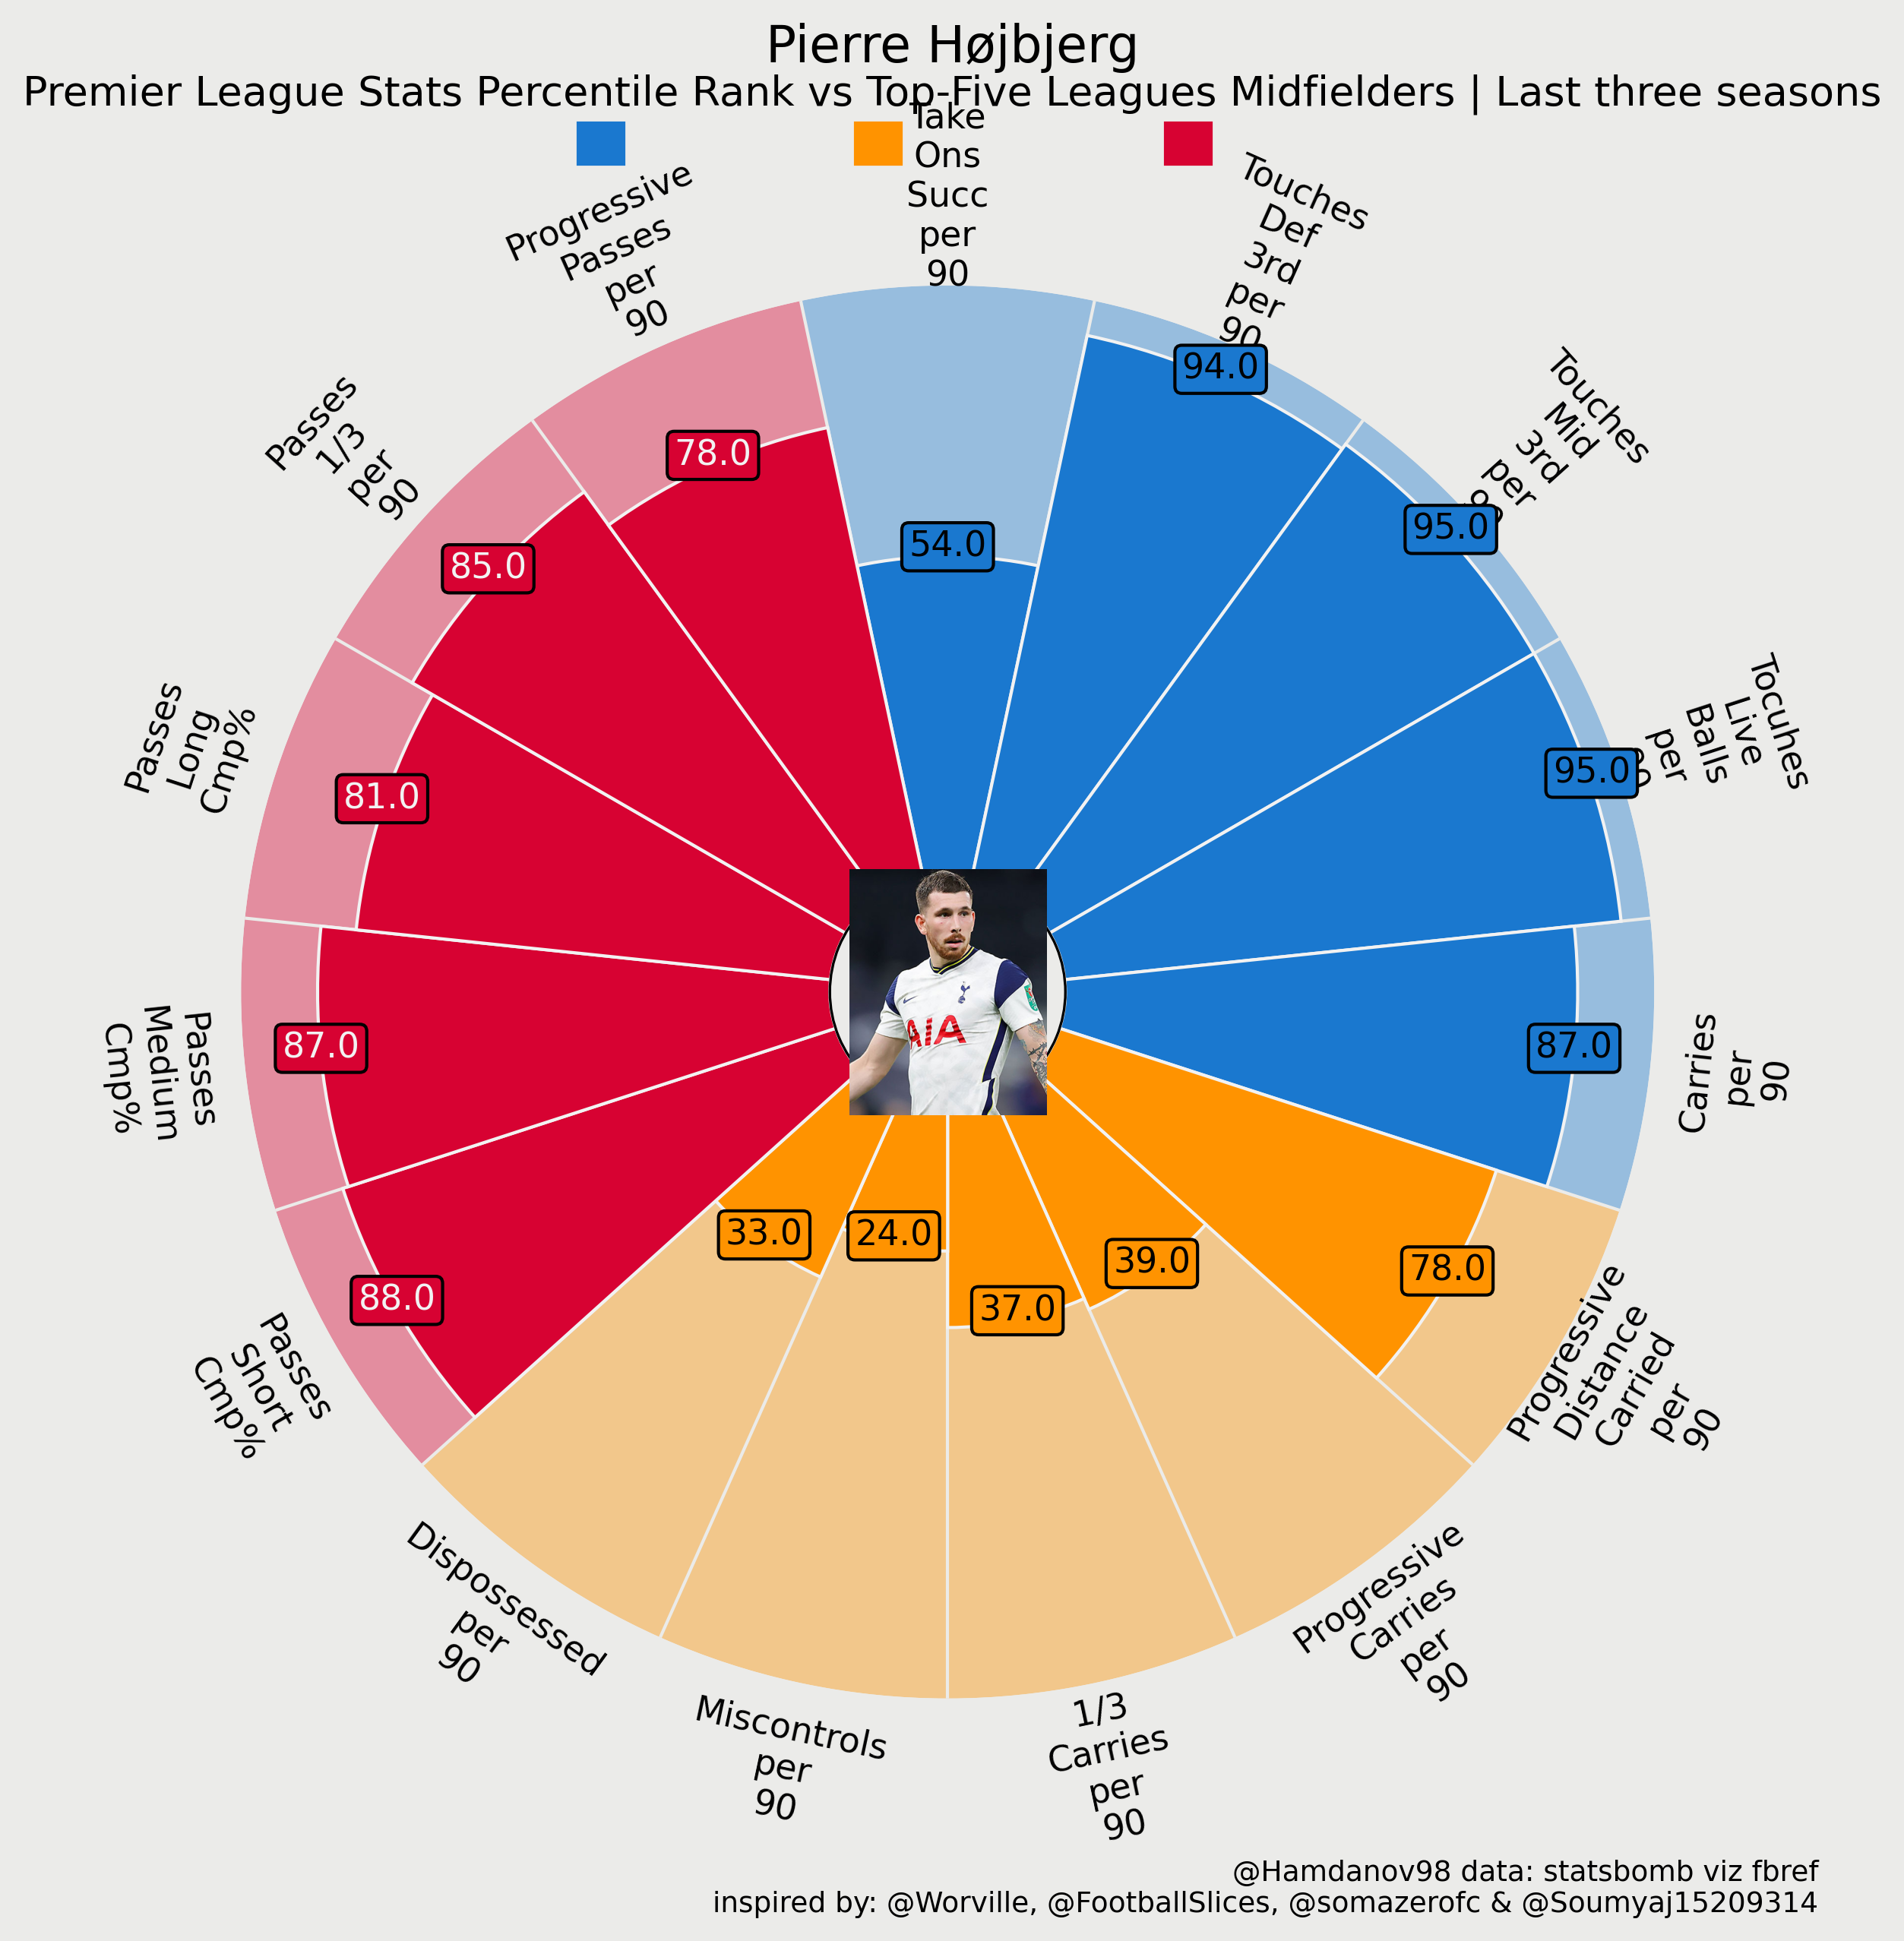 Pierre Højbjerg
Premier League Stats Percentile Rank vs Top-Five Leagues Midfielders | Last three seasons
Take
Ons
Succ
per
90
54.0
Touches
Def
3rd
per
90
94.0
Touches
Mid
3rd
per
90
95.0
Tocuhes
Live
Balls
per
90
95.0
Carries
per
90
87.0
Progressive
Distance
Carried
per
90
78.0
Progressive
Carries
per
90
39.0
1/3
Carries
per
90
37.0
Miscontrols
per
90
24.0
Dispossessed
per
90
33.0
Passes
Short
Cmp%
88.0
Passes
Medium
Cmp%
87.0
Passes
Long
Cmp%
81.0
Passes
1/3
per
90
85.0
Progressive
Passes
per
90
78.0
AIA
@Hamdanov98 data: statsbomb viz fbref
inspired by: @Worville, @FootballSlices, @somazerofc & @Soumyaj15209314